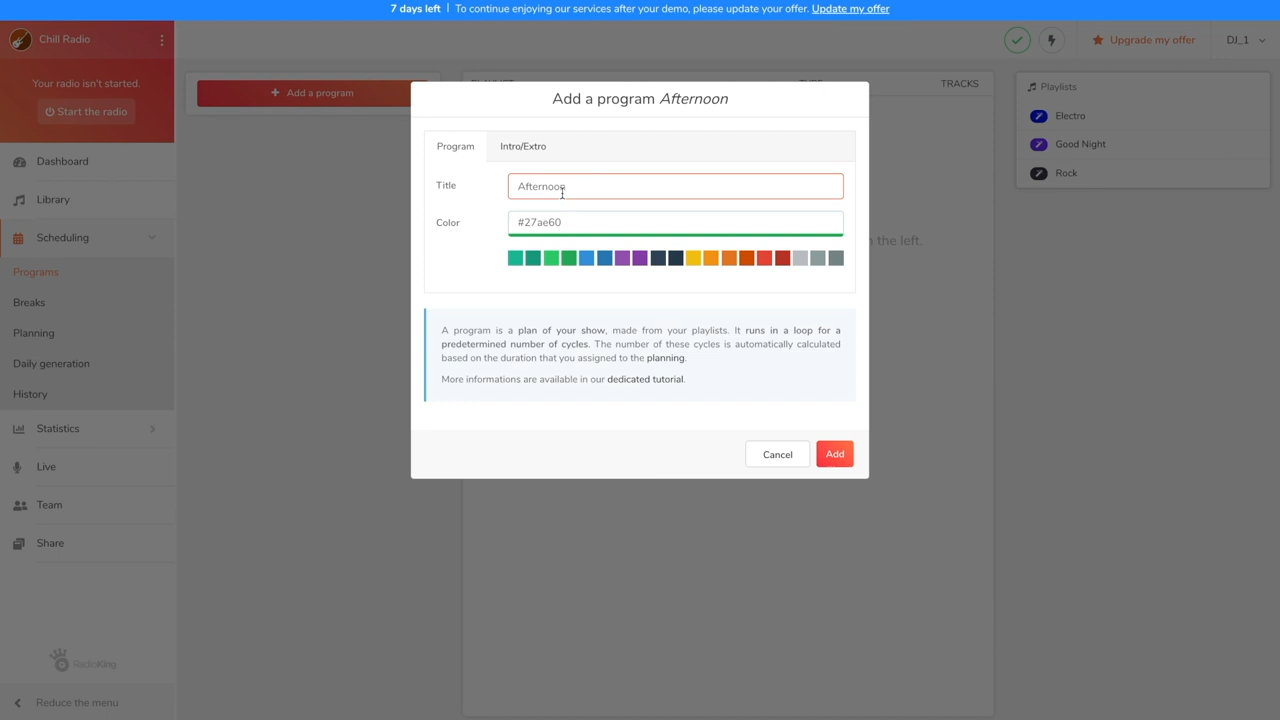 7 days left | To continue enjoying our services after your demo, please update your offer. Update my offer
Chill Radio
Upgrade my offer
DJ_1
Your radio isn't started.
Start the radio
Dashboard
Library
Scheduling
Programs
Breaks
Planning
Daily generation
History
Statistics
Live
Team
Share
RadioKing
Reduce the menu
+ Add a program
TRACKS
Playlists
Electro
Good Night
Rock
n the left.
Add a program Afternoon
Program
Intro/Extro
Title
Afternoon
Color
#27ae60
A program is a plan of your show, made from your playlists. It runs in a loop for a
predetermined number of cycles. The number of these cycles is automatically calculated
based on the duration that you assigned to the planning.
More informations are available in our dedicated tutorial.
Cancel
Add